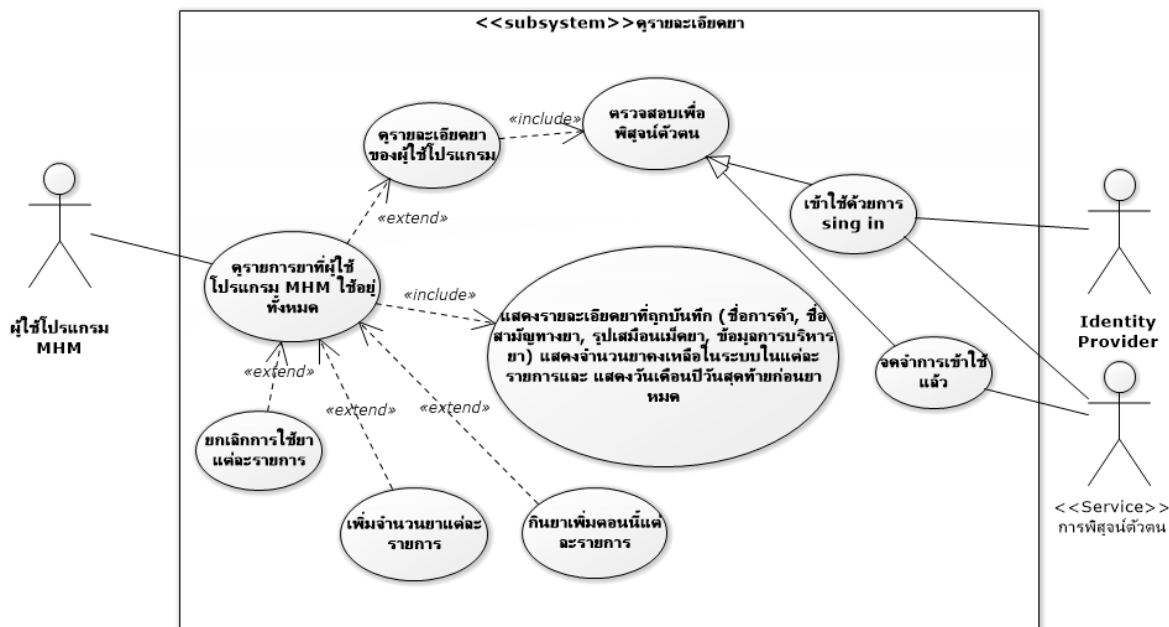 <<subsystem>>ดูรายละเอียดยา
ดูรายละเอียดยา
ของผู้ใช้โปรแกรม
«include»
ตรวจสอบเพื่อ
พิสูจน์ตัวตน
«extend»
เข้าใช้ด้วยการ
sing in
ผู้ใช้โปรแกรม
MHM
ดูรายการยาที่ผู้ใช้
โปรแกรม MHM ใช้อยู่
ทั้งหมด
«include»
แสดงรายละเอียดยาที่ถูกบันทึก (ชื่อการค้า, ชื่อ
สามัญทางยา, รูปเสมือนเม็ดยา, ข้อมูลการบริหาร
ยา) แสดงจำนวนยาคงเหลือในระบบในแต่ละ
รายการและ แสดงวันเดือนปีวันสุดท้ายก่อนยา
หมด
Identity
Provider
จดจำการเข้าใช้
แล้ว
«extend»
«extend»
«extend»
ยกเลิกการใช้ยา
แต่ละรายการ
เพิ่มจำนวนยาแต่ละ
รายการ
กินยาเพิ่มตอนนี้แต่
ละรายการ
<<Service>>
การพิสูจน์ตัวตน